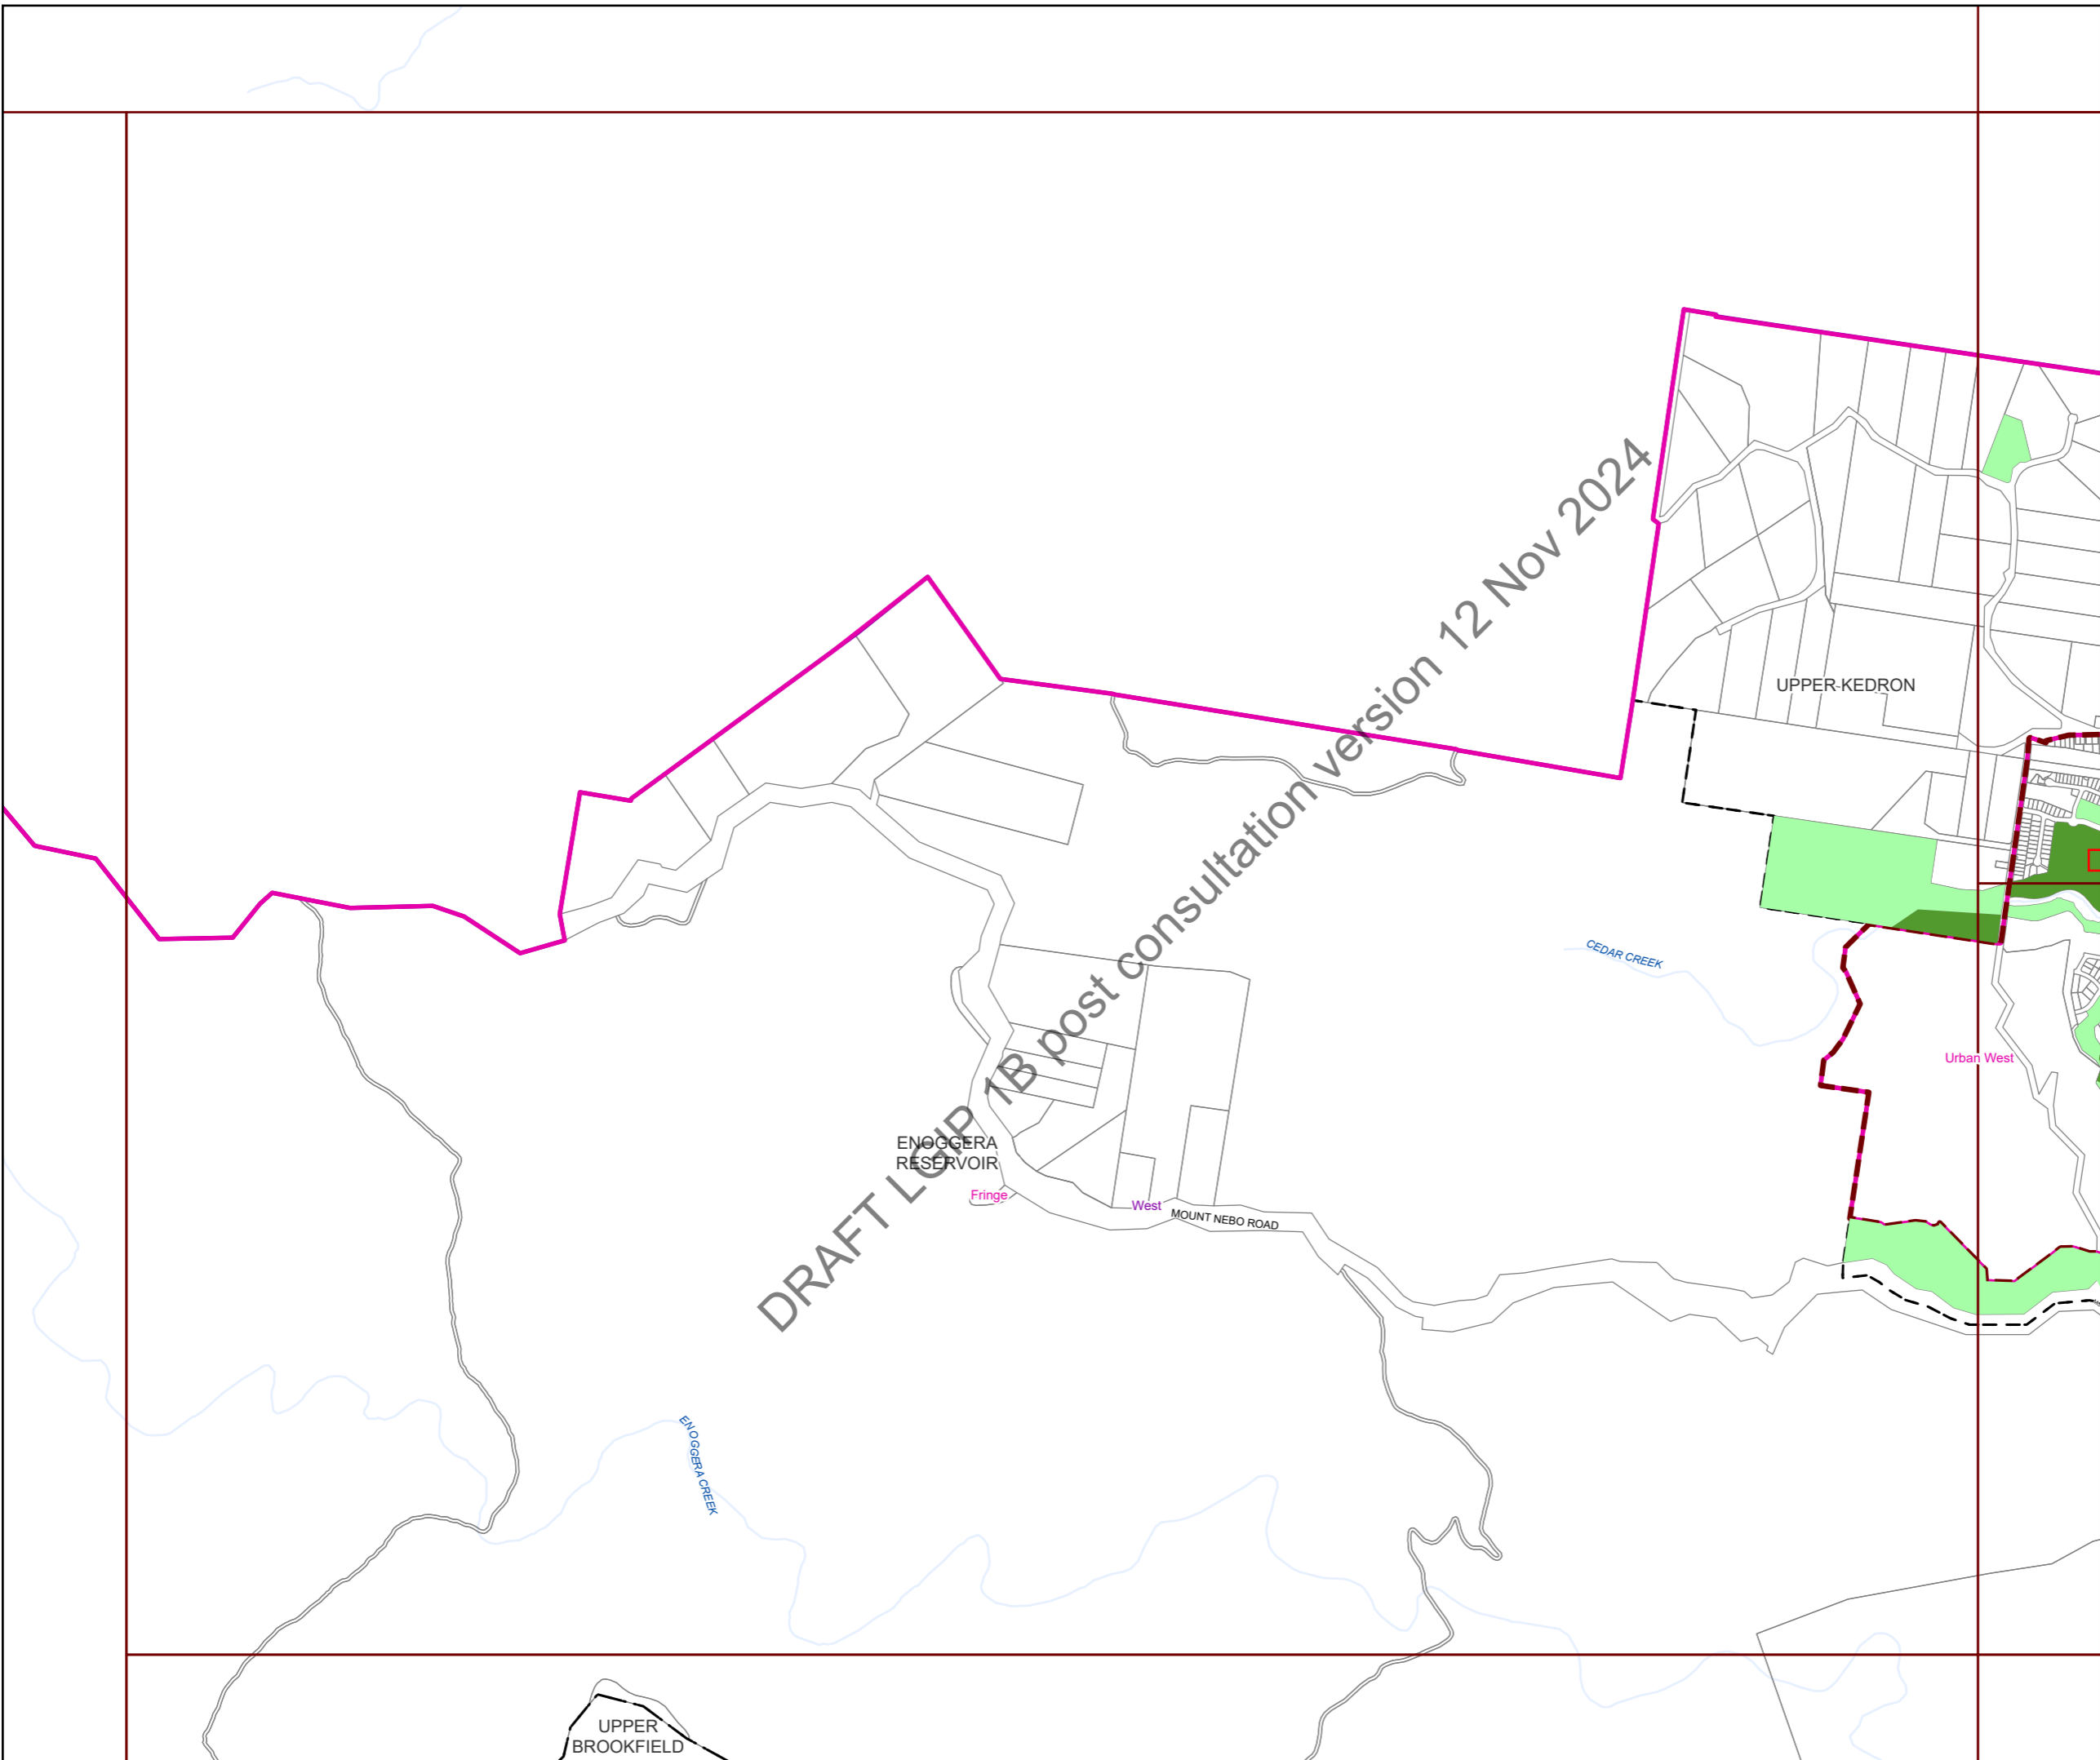 UPPER KEDRON
DRAFT LGIP 1B post consultation version 12 Nov 2024
CEDAR CREEK
Urban West
ENOGGERA
RESERVOIR
Fringe
West
MOUNT NEBO ROAD
ENOGGERA CREEK
UPPER
BROOKFIELD